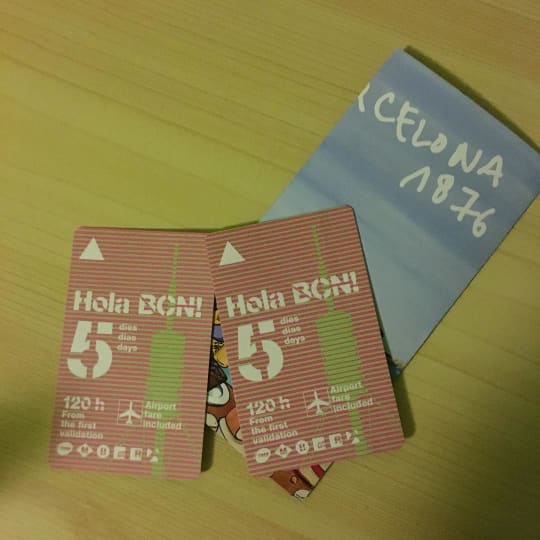 RCELONA
1876
Hola BCN!
5
dies
días
days
120 h
From
the first
validation
Airport
fare
included
Hola BCN!
5
dies
días
days
120 h
From
the first
validation
Airport
fare
included